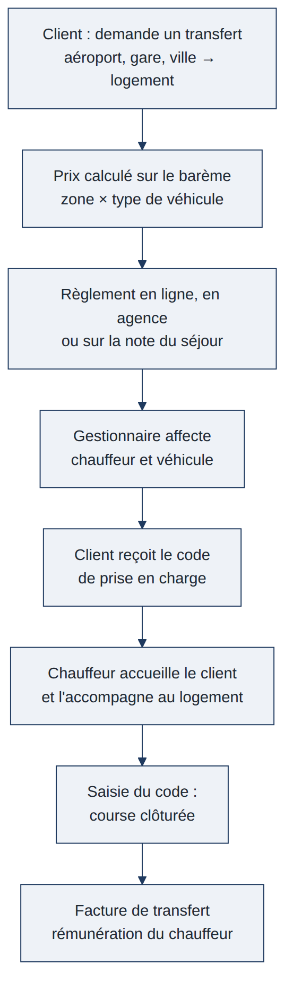 Client : demande un transfert
aéroport, gare, ville →
logement
Prix calculé sur le barème
zone × type de véhicule
Règlement en ligne, en
agence
ou sur la note du séjour
Gestionnaire affecte
chauffeur et véhicule
Client reçoit le code
de prise en charge
Chauffeur accueille le client
et l'accompagne au logement
Saisie du code :
course clôturée
Facture de transfert
rémunération du chauffeur